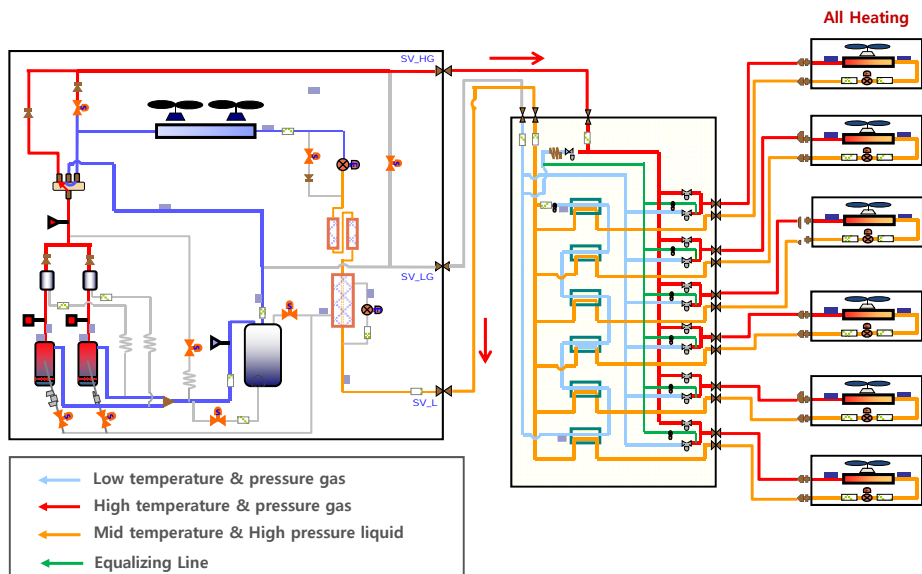 All Heating
SV_HG
SV_LG
SV_L
Low temperature & pressure gas
High temperature & pressure gas
Mid temperature & High pressure liquid
Equalizing Line